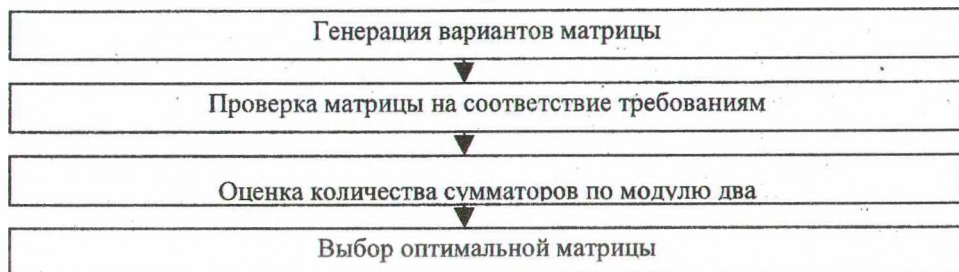 Генерация вариантов матрицы
Проверка матрицы на соответствие требованиям
Оценка количества сумматоров по модулю два
Выбор оптимальной матрицы